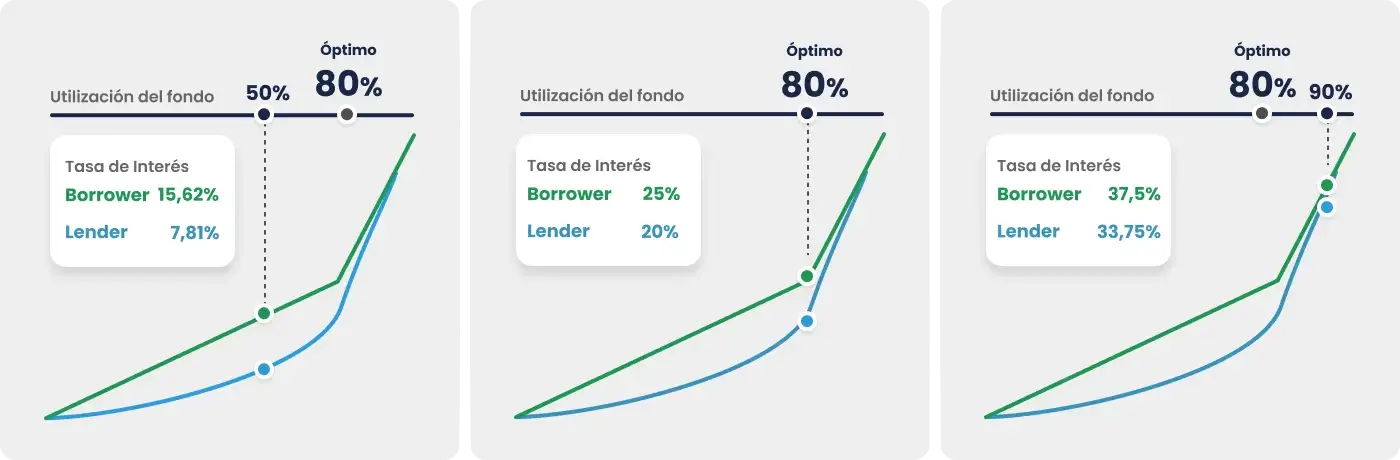 Óptimo
Utilización del fondo 50% 80%
Tasa de Interés
Borrower 15,62%
Lender 7,81%
Óptimo
Utilización del fondo 80%
Tasa de Interés
Borrower 25%
Lender 20%
Óptimo
Utilización del fondo 80% 90%
Tasa de Interés
Borrower 37,5%
Lender 33,75%